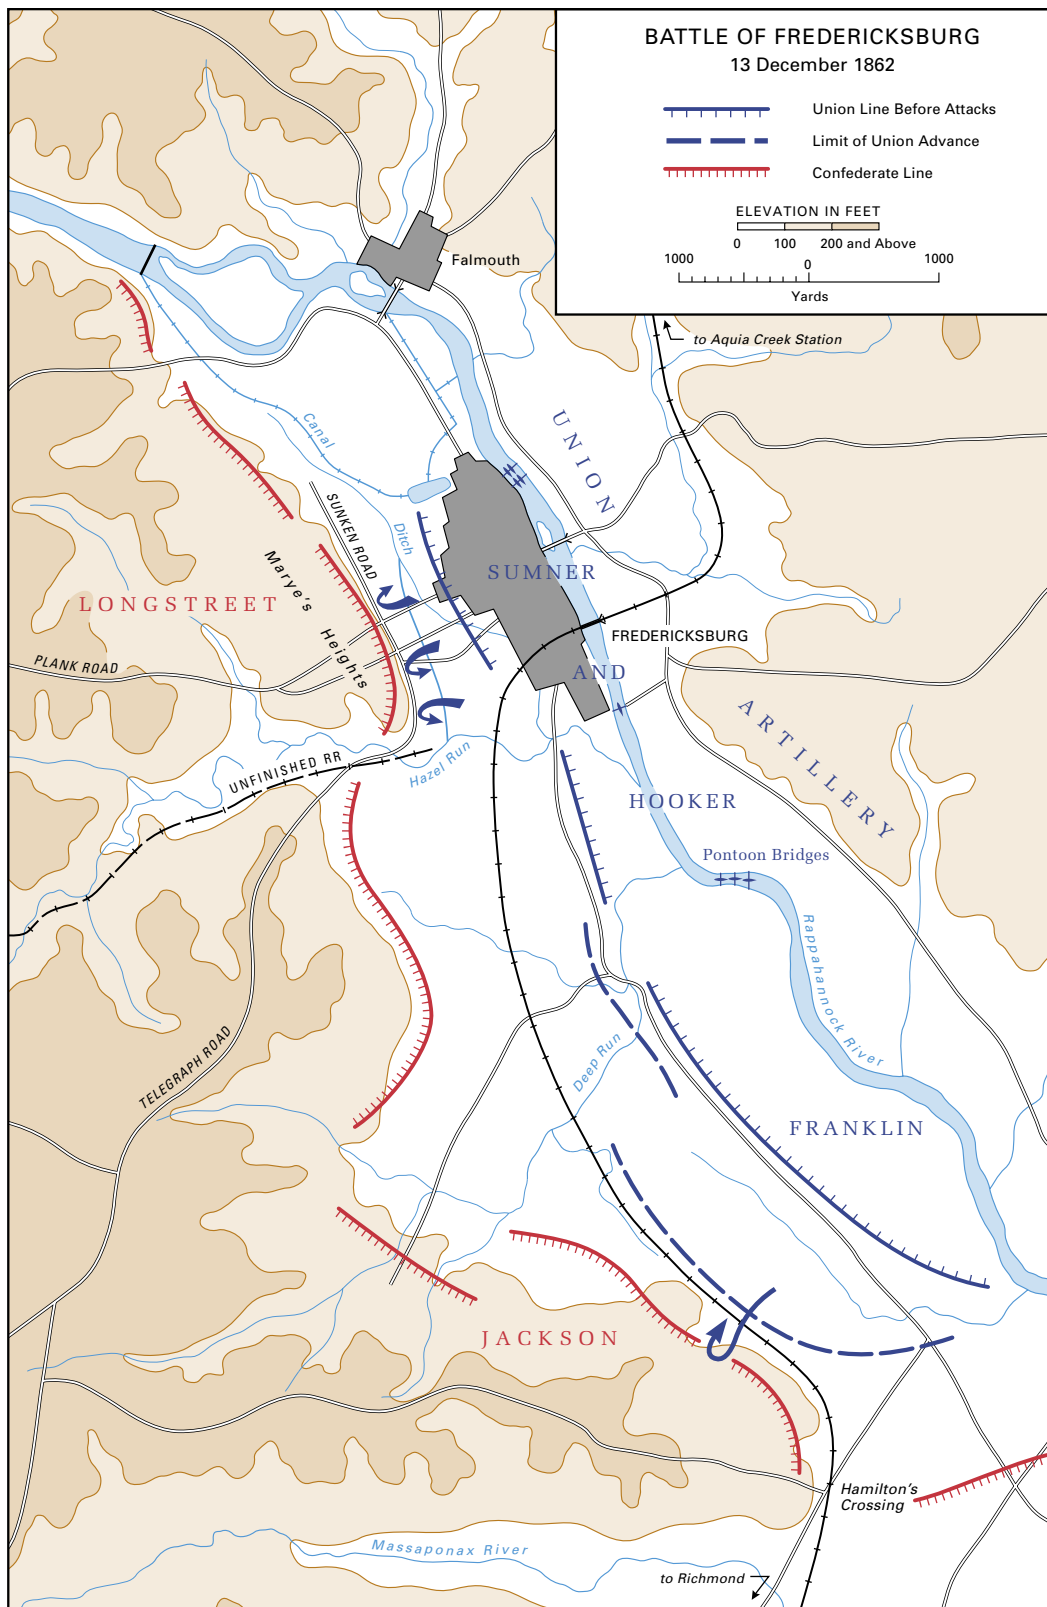 BATTLE OF FREDERICKSBURG
13 December 1862
Union Line Before Attacks
Limit of Union Advance
Confederate Line
ELEVATION IN FEET
0 100 200 and Above
1000 0 1000
Yards
Falmouth
to Aquia Creek Station
UNION
Canal
SUNKEN ROAD
Ditch
SUMNER
Marye's
Heights
LONGSTREET
FREDERICKSBURG
PLANK ROAD
AND
ARTILLERY
Hazel Run
UNFINISHED RR
HOOKER
Pontoon Bridges
Rappahannock River
TELEGRAPH ROAD
Deep Run
FRANKLIN
JACKSON
Hamilton's
Crossing
Massaponax River
to Richmond